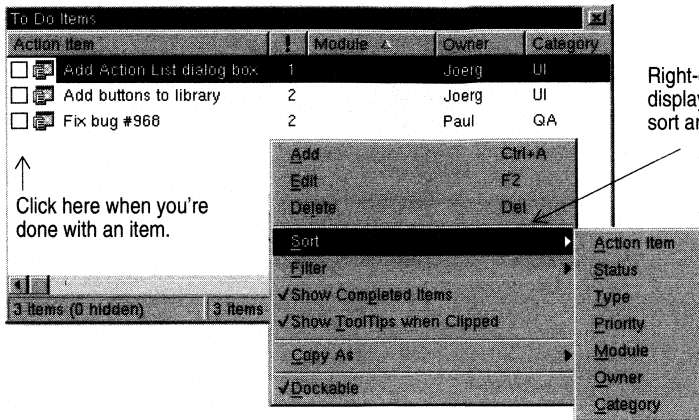 To Do Items
Action Item ! Module Owner Category
Add Action List dialog box 1 Joerg UI
Add buttons to library 2 Joerg UI
Fix bug #968 2 Paul QA
Click here when you're
done with an item.
3 Items (0 hidden) 3 Items
Add Ctrl+A
Edit F2
Delete Del
Sort
Filter
✓Show Completed Items
✓Show ToolTips when Clipped
Copy As
✓Dockable
Action Item
Status
Type
Priority
Module
Owner
Category
Right-
display
sort